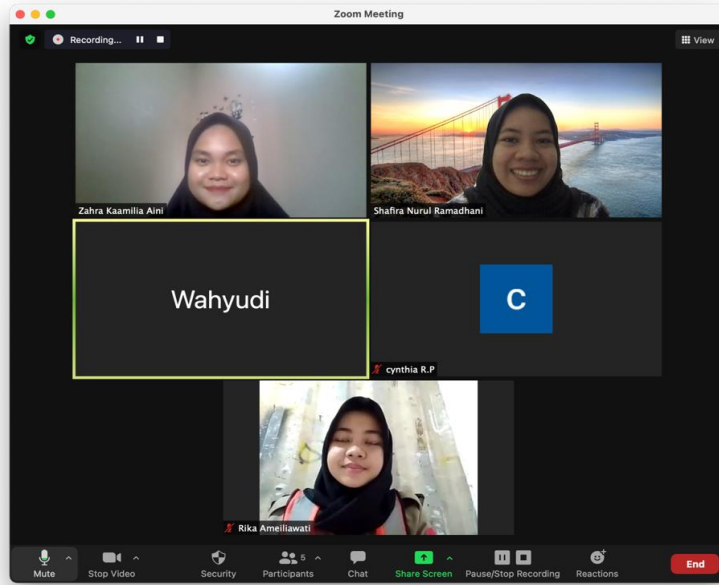 Zoom Meeting
Recording...
View
Zahra Kaamilia Aini
Shafira Nurul Ramadhani
Wahyudi
C
cynthia R.P
Rika Ameiliawati
Mute
Stop Video
Security
5
Participants
Chat
Share Screen
Pause/Stop Recording
Reactions
End